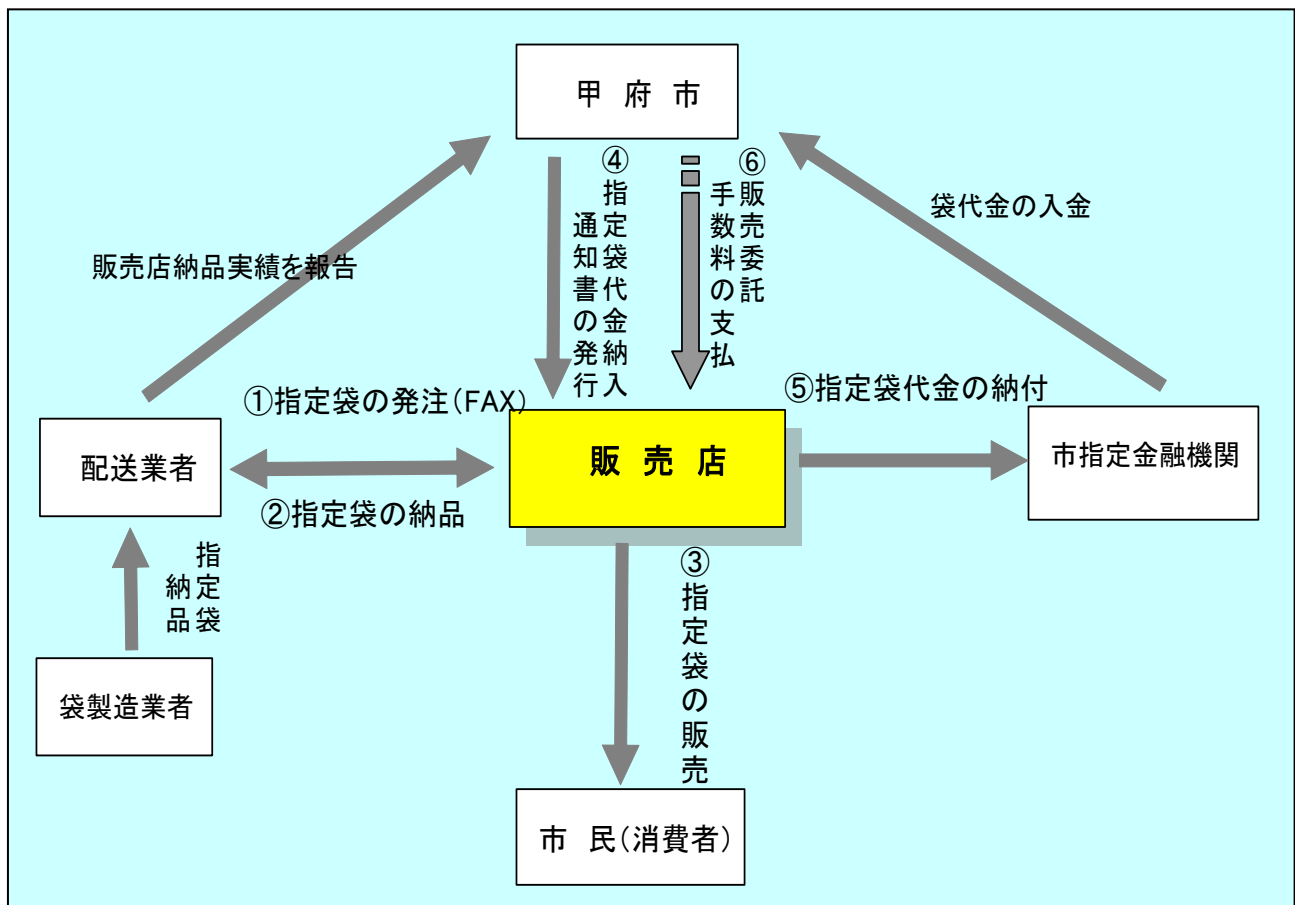 甲 府 市
④指定袋代金納入
通知書の発行
⑥販売委託
手数料の支払
袋代金の入金
販売店納品実績を報告
①指定袋の発注(FAX)
⑤指定袋代金の納付
配送業者
販 売 店
市指定金融機関
②指定袋の納品
指定袋
納品
③指定袋の販売
袋製造業者
市 民(消費者)